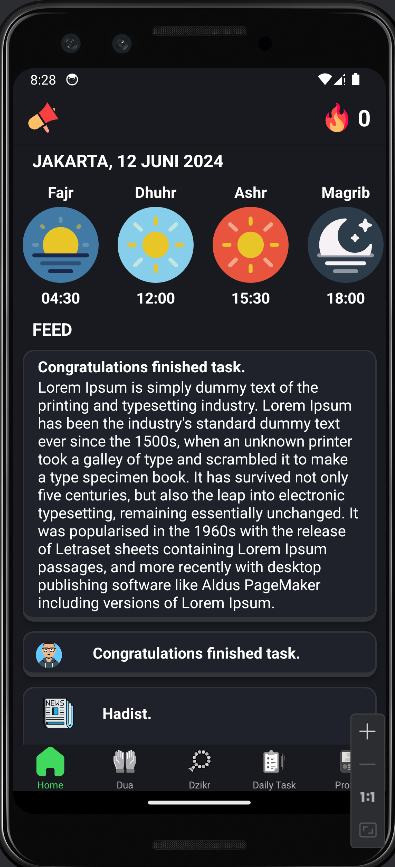 8:28
0
JAKARTA, 12 JUNI 2024
Fajr Dhuhr Ashr Magrib
04:30 12:00 15:30 18:00
FEED
Congratulations finished task.
Lorem Ipsum is simply dummy text of the
printing and typesetting industry. Lorem Ipsum
has been the industry's standard dummy text
ever since the 1500s, when an unknown printer
took a galley of type and scrambled it to make
a type specimen book. It has survived not only
five centuries, but also the leap into electronic
typesetting, remaining essentially unchanged. It
was popularised in the 1960s with the release
of Letraset sheets containing Lorem Ipsum
passages, and more recently with desktop
publishing software like Aldus PageMaker
including versions of Lorem Ipsum.
Congratulations finished task.
NEWS
Hadist.
Home Dua Dzikr Daily Task
1:1